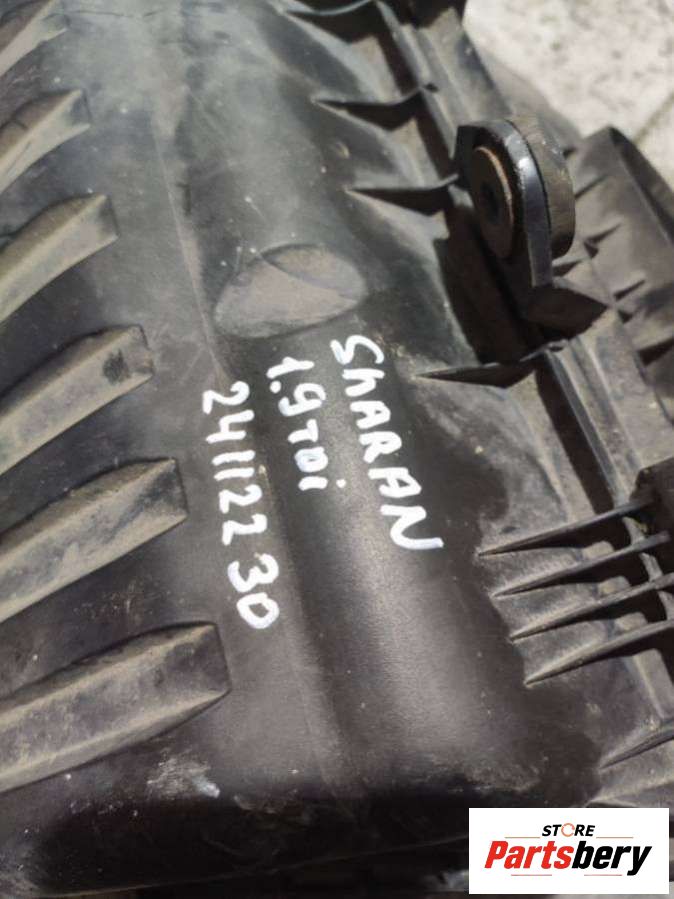 SHARAN
1.9TDi
24112230
STORE
Partsbery